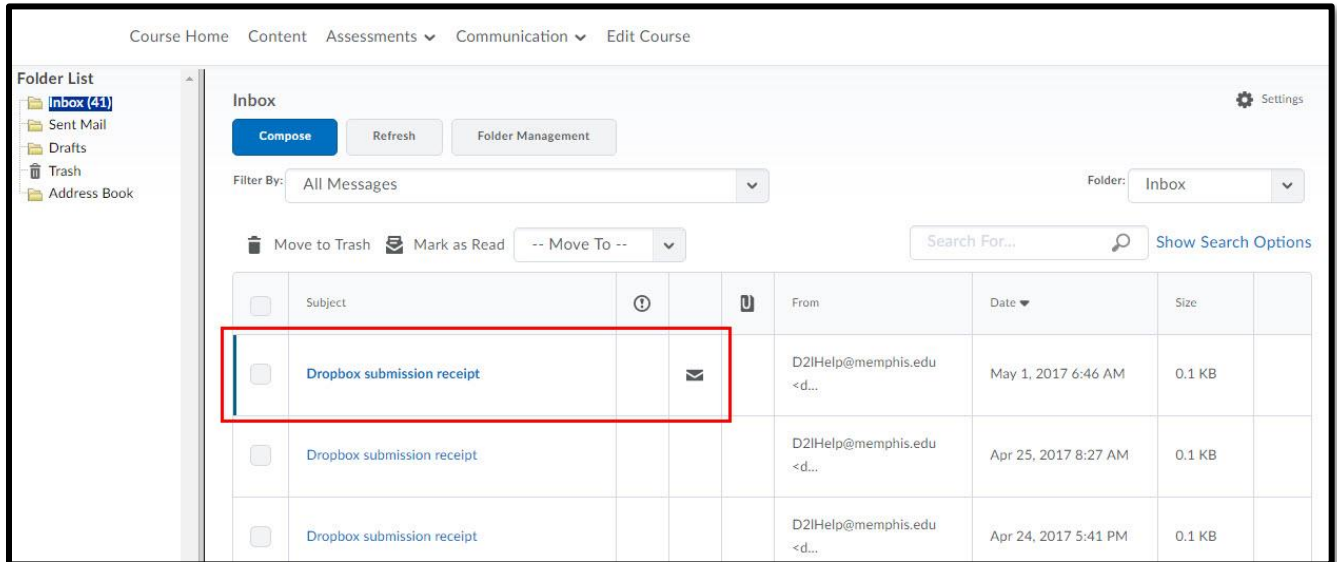 Course Home Content Assessments Communication Edit Course
Folder List
Inbox (41)
Sent Mail
Drafts
Trash
Address Book
Inbox
Settings
Compose Refresh Folder Management
Filter By: All Messages
Folder: Inbox
Move to Trash Mark as Read -- Move To --
Search For... Show Search Options
Subject From Date Size
Dropbox submission receipt D2lHelp@memphis.edu <d... May 1, 2017 6:46 AM 0.1 KB
Dropbox submission receipt D2lHelp@memphis.edu <d... Apr 25, 2017 8:27 AM 0.1 KB
Dropbox submission receipt D2lHelp@memphis.edu <d... Apr 24, 2017 5:41 PM 0.1 KB